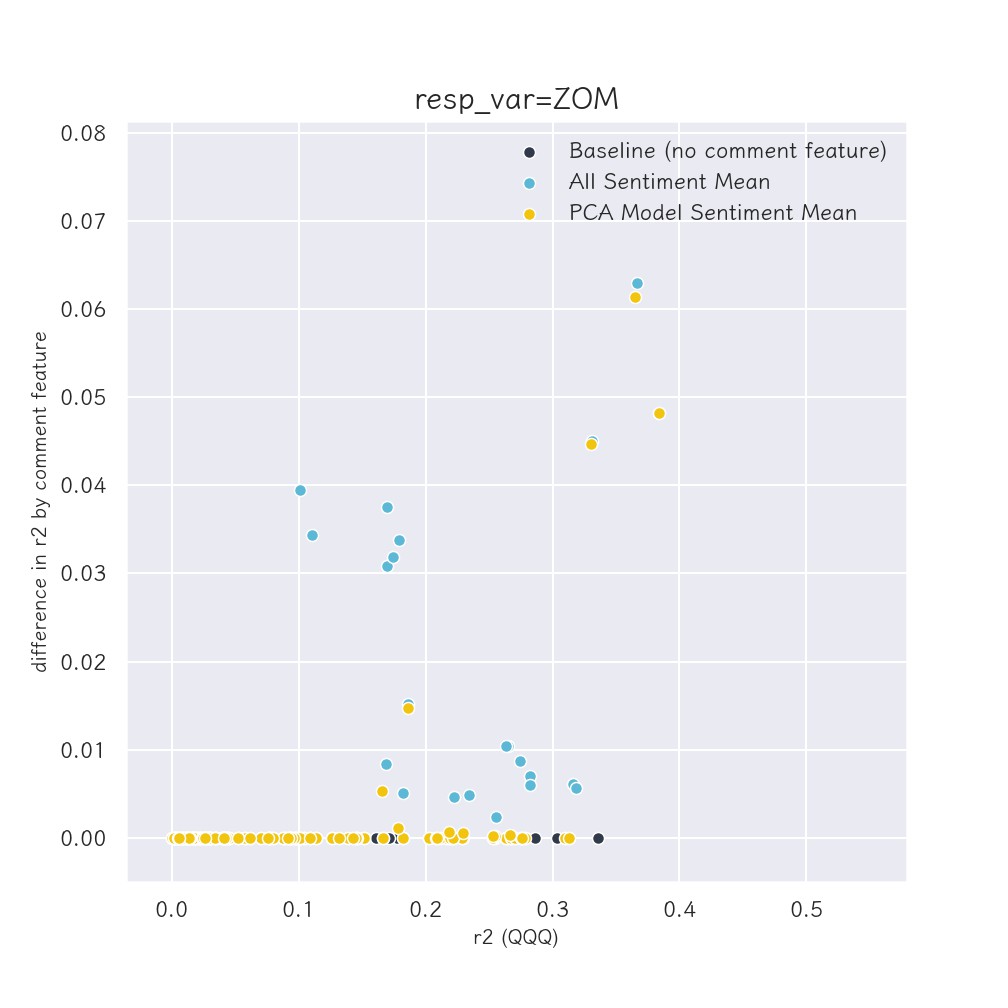 resp_var=ZOM
Baseline (no comment feature)
All Sentiment Mean
PCA Model Sentiment Mean
difference in r2 by comment feature
0.08
0.07
0.06
0.05
0.04
0.03
0.02
0.01
0.00
0.0
0.1
0.2
0.3
0.4
0.5
r2 (QQQ)